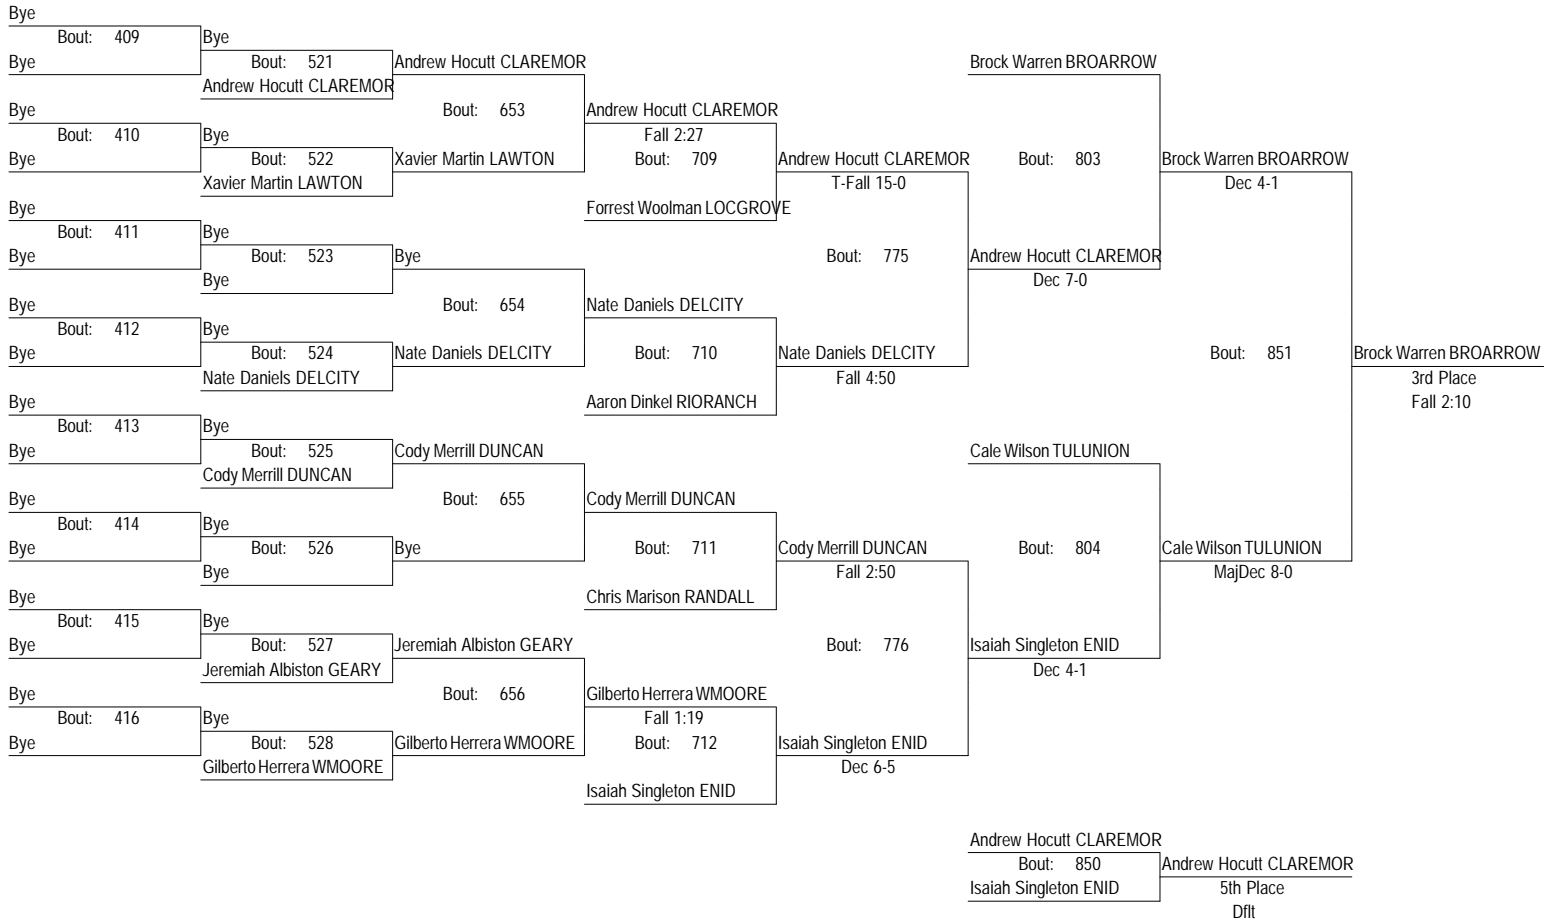 Bye
Bout: 409 Bye
Bye Bout: 521 Andrew Hocutt CLAREMOR Brock Warren BROARROW
Andrew Hocutt CLAREMOR
Bye Bout: 653 Andrew Hocutt CLAREMOR
Bout: 410 Bye Fall 2:27
Bye Bout: 522 Xavier Martin LAWTON Bout: 709 Andrew Hocutt CLAREMOR Bout: 803 Brock Warren BROARROW
Xavier Martin LAWTON T-Fall 15-0 Dec 4-1
Bye Forrest Woolman LOCGROVE
Bout: 411 Bye
Bye Bout: 523 Bye Bout: 775 Andrew Hocutt CLAREMOR
Bye Dec 7-0
Bye Bout: 654 Nate Daniels DELCITY
Bout: 412 Bye
Bye Bout: 524 Nate Daniels DELCITY Bout: 710 Nate Daniels DELCITY Bout: 851 Brock Warren BROARROW
Nate Daniels DELCITY Fall 4:50 3rd Place
Bye Aaron Dinkel RIORANCH Fall 2:10
Bout: 413 Bye
Bye Bout: 525 Cody Merrill DUNCAN Cale Wilson TULUNION
Cody Merrill DUNCAN
Bye Bout: 655 Cody Merrill DUNCAN
Bout: 414 Bye
Bye Bout: 526 Bye Bout: 711 Cody Merrill DUNCAN Bout: 804 Cale Wilson TULUNION
Bye Fall 2:50 MajDec 8-0
Bye Chris Marison RANDALL
Bout: 415 Bye
Bye Bout: 527 Jeremiah Albiston GEARY Bout: 776 Isaiah Singleton ENID
Jeremiah Albiston GEARY Dec 4-1
Bye Bout: 656 Gilberto Herrera WMOORE
Bout: 416 Bye Fall 1:19
Bye Bout: 528 Gilberto Herrera WMOORE Bout: 712 Isaiah Singleton ENID
Gilberto Herrera WMOORE Dec 6-5
Isaiah Singleton ENID
Andrew Hocutt CLAREMOR
Bout: 850 Andrew Hocutt CLAREMOR
Isaiah Singleton ENID 5th Place
Dflt